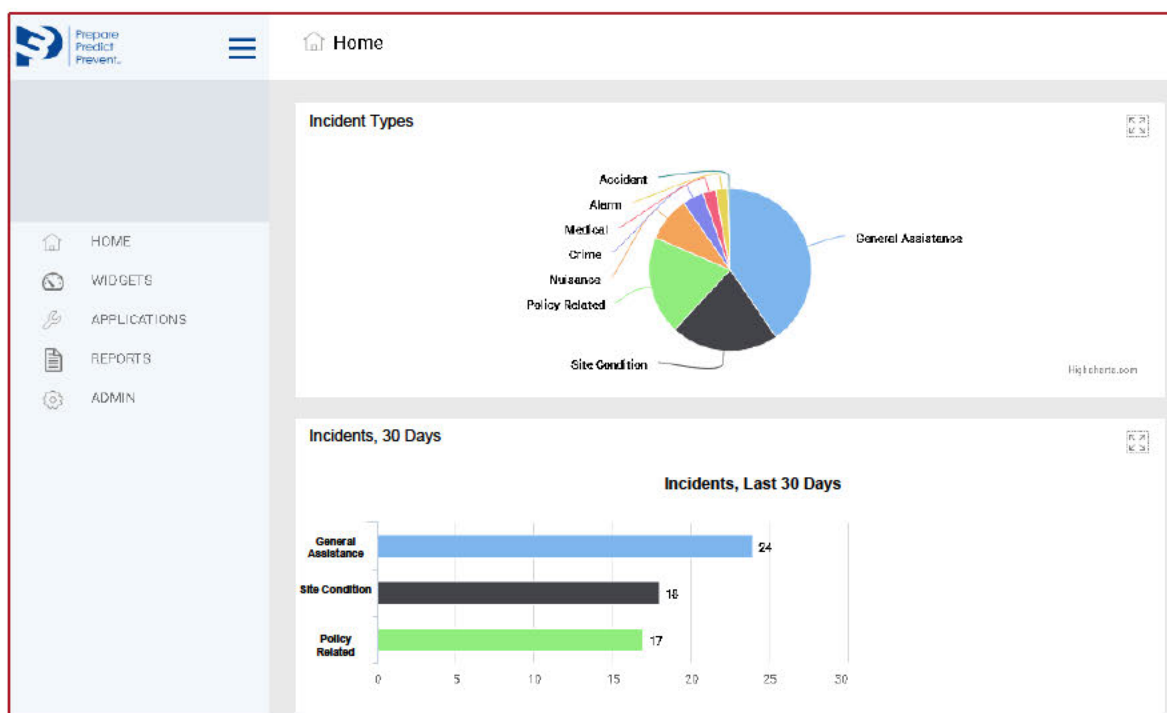 Prepare
Predict
Prevent.
Home
HOME
WIDGETS
APPLICATIONS
REPORTS
ADMIN
Incident Types
Accident
Alarm
Medical
Crime
Nuisance
Policy Related
Site Condition
General Assistance
Highcharts.com
Incidents, 30 Days
Incidents, Last 30 Days
General
Assistance
24
Site Condition
18
Policy
Related
17
0 5 10 15 20 25 30